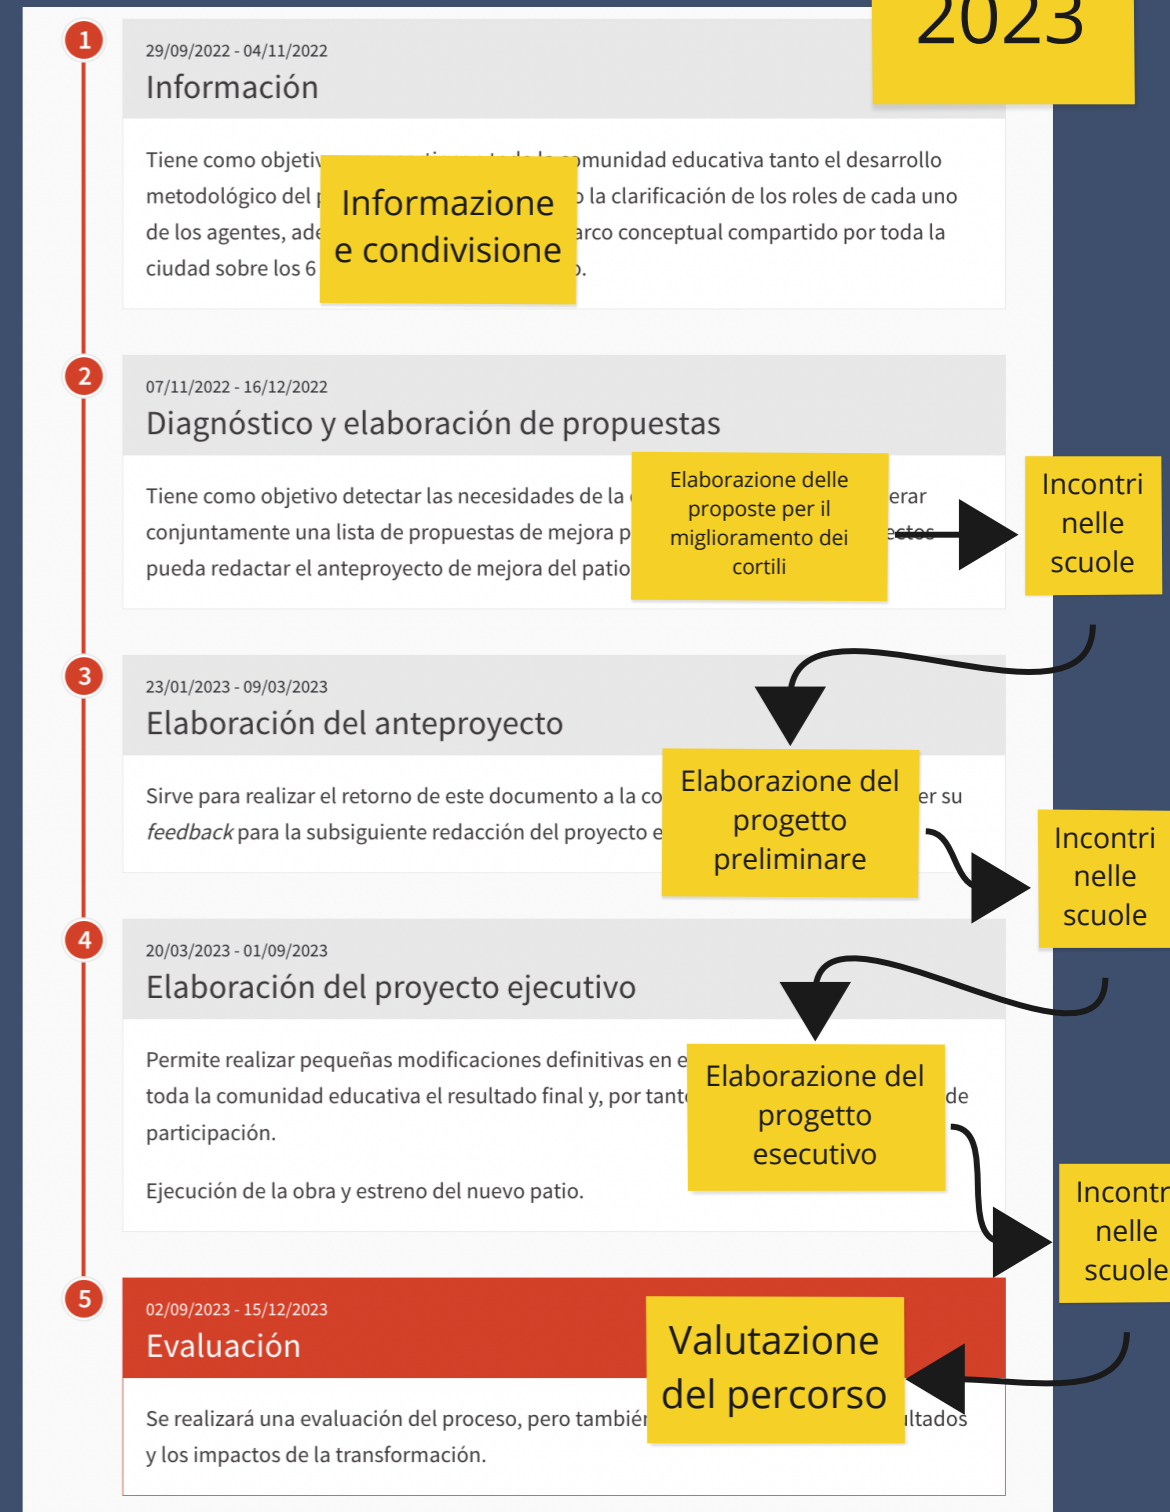 2023
1
29/09/2022 - 04/11/2022
Información
Tiene como objetiv comunidad educativa tanto el desarrollo
metodológico del la clarificación de los roles de cada uno
de los agentes, conceptual compartido por toda la
ciudad sobre los 6
Informazione
e condivisione
2
07/11/2022 - 16/12/2022
Diagnóstico y elaboración de propuestas
Tiene como objetivo detectar las necesidades de la
conjuntamente una lista de propuestas de mejora
pueda redactar el anteproyecto de mejora del patio
Elaborazione delle
proposte per il
miglioramento dei
cortili
Incontri
nelle
scuole
3
23/01/2023 - 09/03/2023
Elaboración del anteproyecto
Sirve para realizar el retorno de este documento a la su
feedback para la subsiguiente redacción del proyecto
Elaborazione del
progetto
preliminare
Incontri
nelle
scuole
4
20/03/2023 - 01/09/2023
Elaboración del proyecto ejecutivo
Permite realizar pequeñas modificaciones definitivas en
toda la comunidad educativa el resultado final y, por de
participación.
Ejecución de la obra y estreno del nuevo patio.
Elaborazione del
progetto
esecutivo
Incontr
nelle
scuole
5
02/09/2023 - 15/12/2023
Evaluación
Se realizará una evaluación del proceso, pero
y los impactos de la transformación.
Valutazione
del percorso